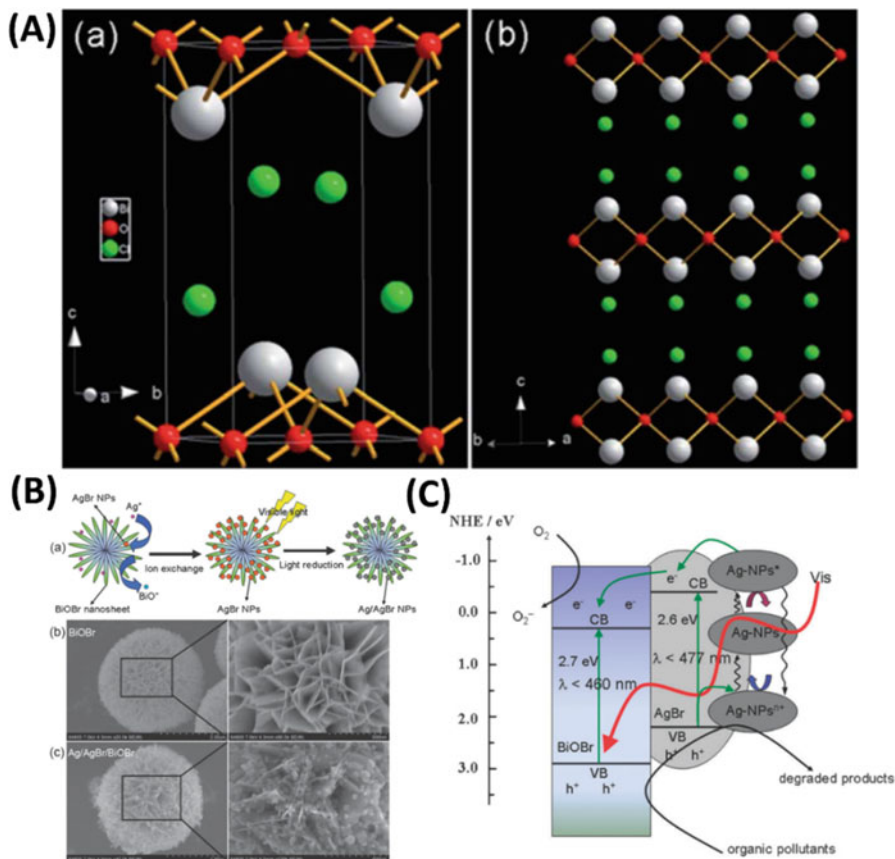 (A)
(a)
Bi
O
Cl
c
a
b
(b)
c
b
a
(B)
AgBr NPs
Ag⁺
Visible light
(a)
Ion exchange
Light reduction
BiO⁺
BiOBr nanosheet
AgBr NPs
Ag/AgBr NPs
(b) BiOBr
(c) Ag/AgBr/BiOBr
(C)
NHE / eV
O₂
O₂⁻
-1.0
0.0
1.0
2.0
3.0
e⁻
CB
Ag-NPs*
Vis
e⁻ e⁻
CB
2.6 eV
Ag-NPs
2.7 eV
λ < 477 nm
λ < 460 nm
AgBr
Ag-NPsⁿ⁺
BiOBr
VB
h⁺ h⁺
VB
h⁺ h⁺
degraded products
organic pollutants